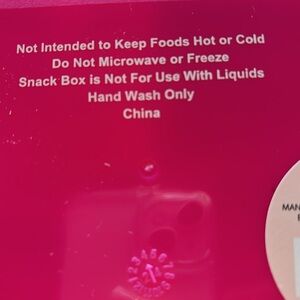 Not Intended to Keep Foods Hot or Cold
Do Not Microwave or Freeze
Snack Box is Not For Use With Liquids
Hand Wash Only
China